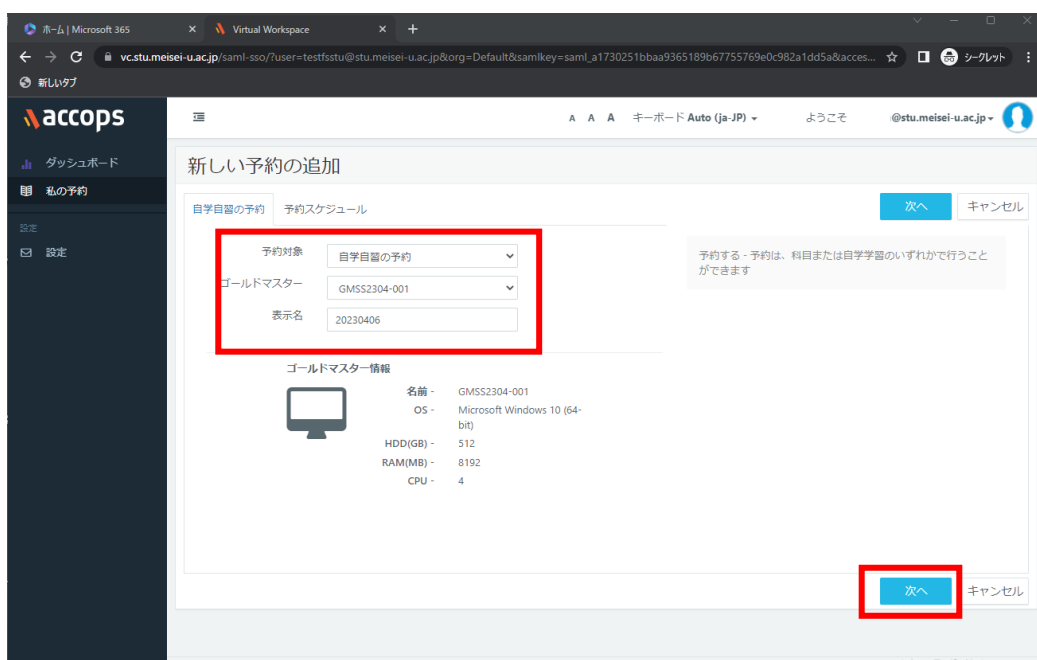 ホーム | Microsoft 365
Virtual Workspace
vc.stu.meisei-u.ac.jp/saml-sso/?user=testfsstu@stu.meisei-u.ac.jp&org=Default&samlkey=saml_a1730251bbaa9365189b67755769e0c982a1dd5a&acces...
シークレット
新しいタブ
accops
A A A キーボード Auto (ja-JP)
ようこそ
@stu.meisei-u.ac.jp
ダッシュボード
私の予約
設定
設定
新しい予約の追加
自学自習の予約
予約スケジュール
次へ
キャンセル
予約対象
自学自習の予約
ゴールドマスター
GMSS2304-001
表示名
20230406
予約する - 予約は、科目または自学学習のいずれかで行うこと
ができます
ゴールドマスター情報
名前 - GMSS2304-001
OS - Microsoft Windows 10 (64-
bit)
HDD(GB) - 512
RAM(MB) - 8192
CPU - 4
次へ
キャンセル